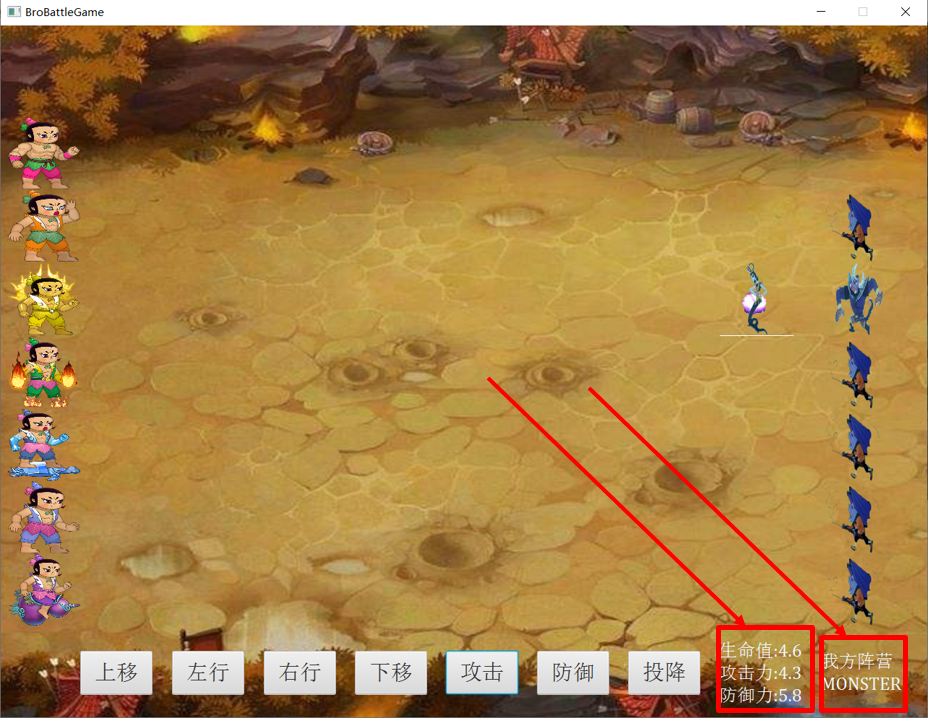 BroBattleGame
上移
左行
右行
下移
攻击
防御
投降
生命值:4.6
攻击力:4.3
防御力:5.8
我方阵营
MONSTER